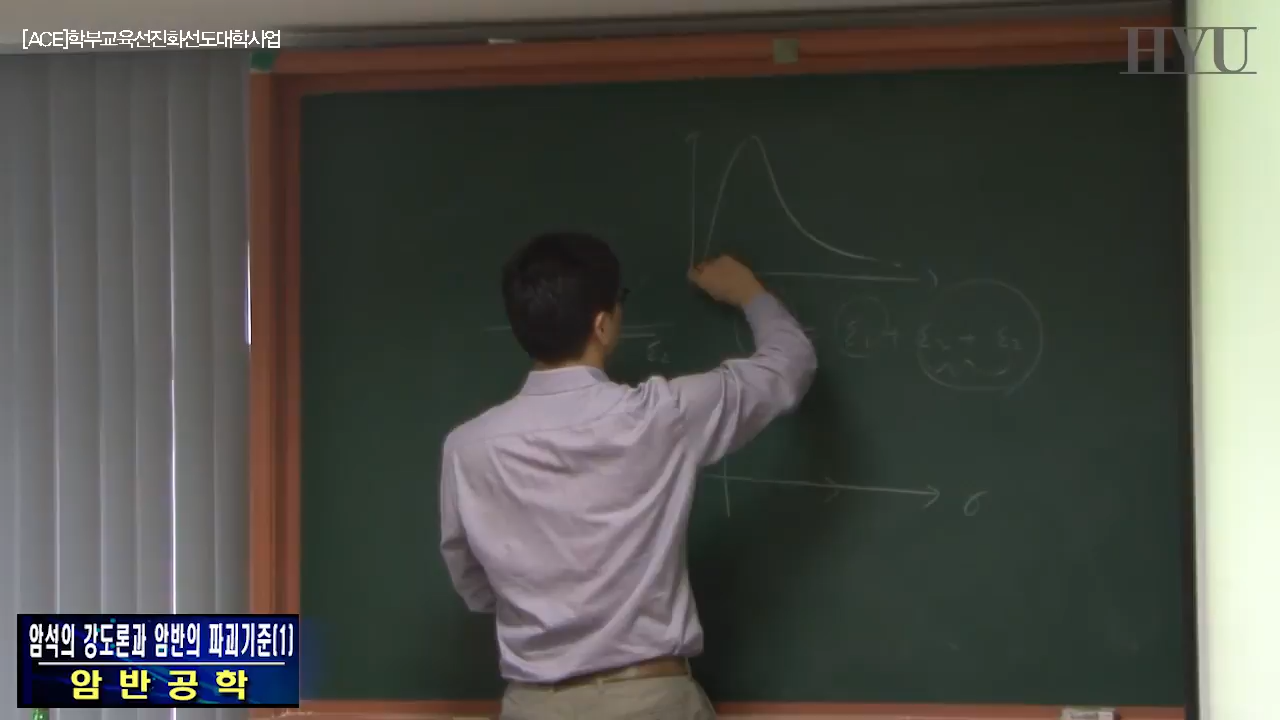 [ACE]학부교육선진화선도대학사업
HYU
ε₂
σ
암석의 강도론과 암반의 파괴기준(1)
암반공학